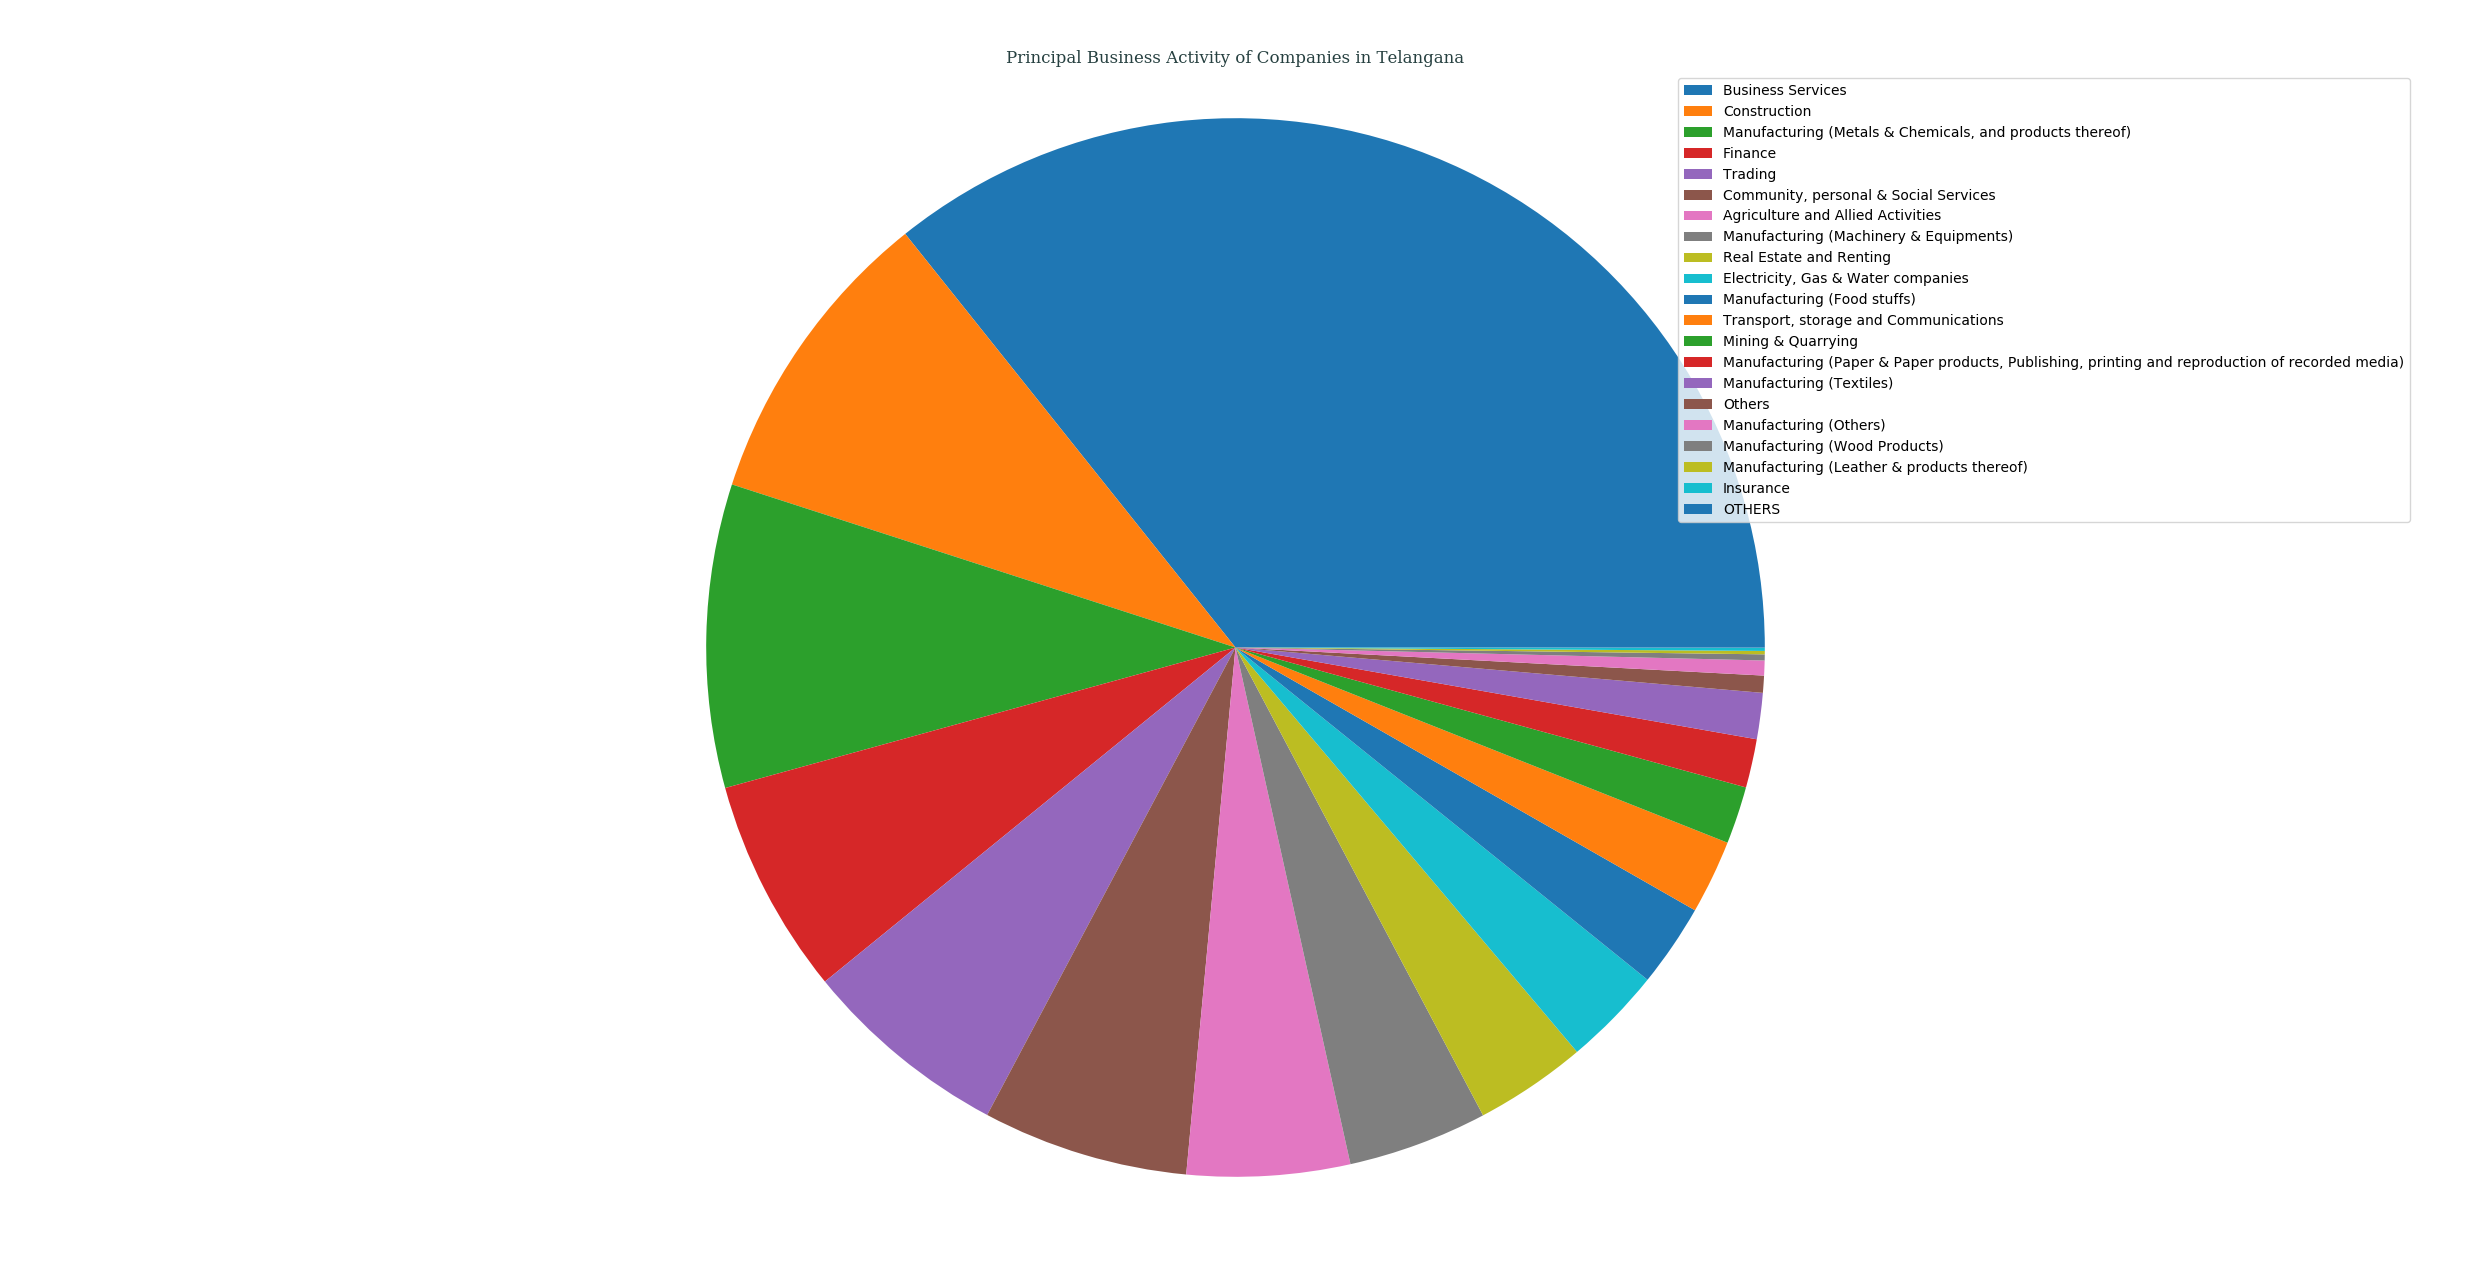 Principal Business Activity of Companies in Telangana
Business Services
Construction
Manufacturing (Metals & Chemicals, and products thereof)
Finance
Trading
Community, personal & Social Services
Agriculture and Allied Activities
Manufacturing (Machinery & Equipments)
Real Estate and Renting
Electricity, Gas & Water companies
Manufacturing (Food stuffs)
Transport, storage and Communications
Mining & Quarrying
Manufacturing (Paper & Paper products, Publishing, printing and reproduction of recorded media)
Manufacturing (Textiles)
Others
Manufacturing (Others)
Manufacturing (Wood Products)
Manufacturing (Leather & products thereof)
Insurance
OTHERS